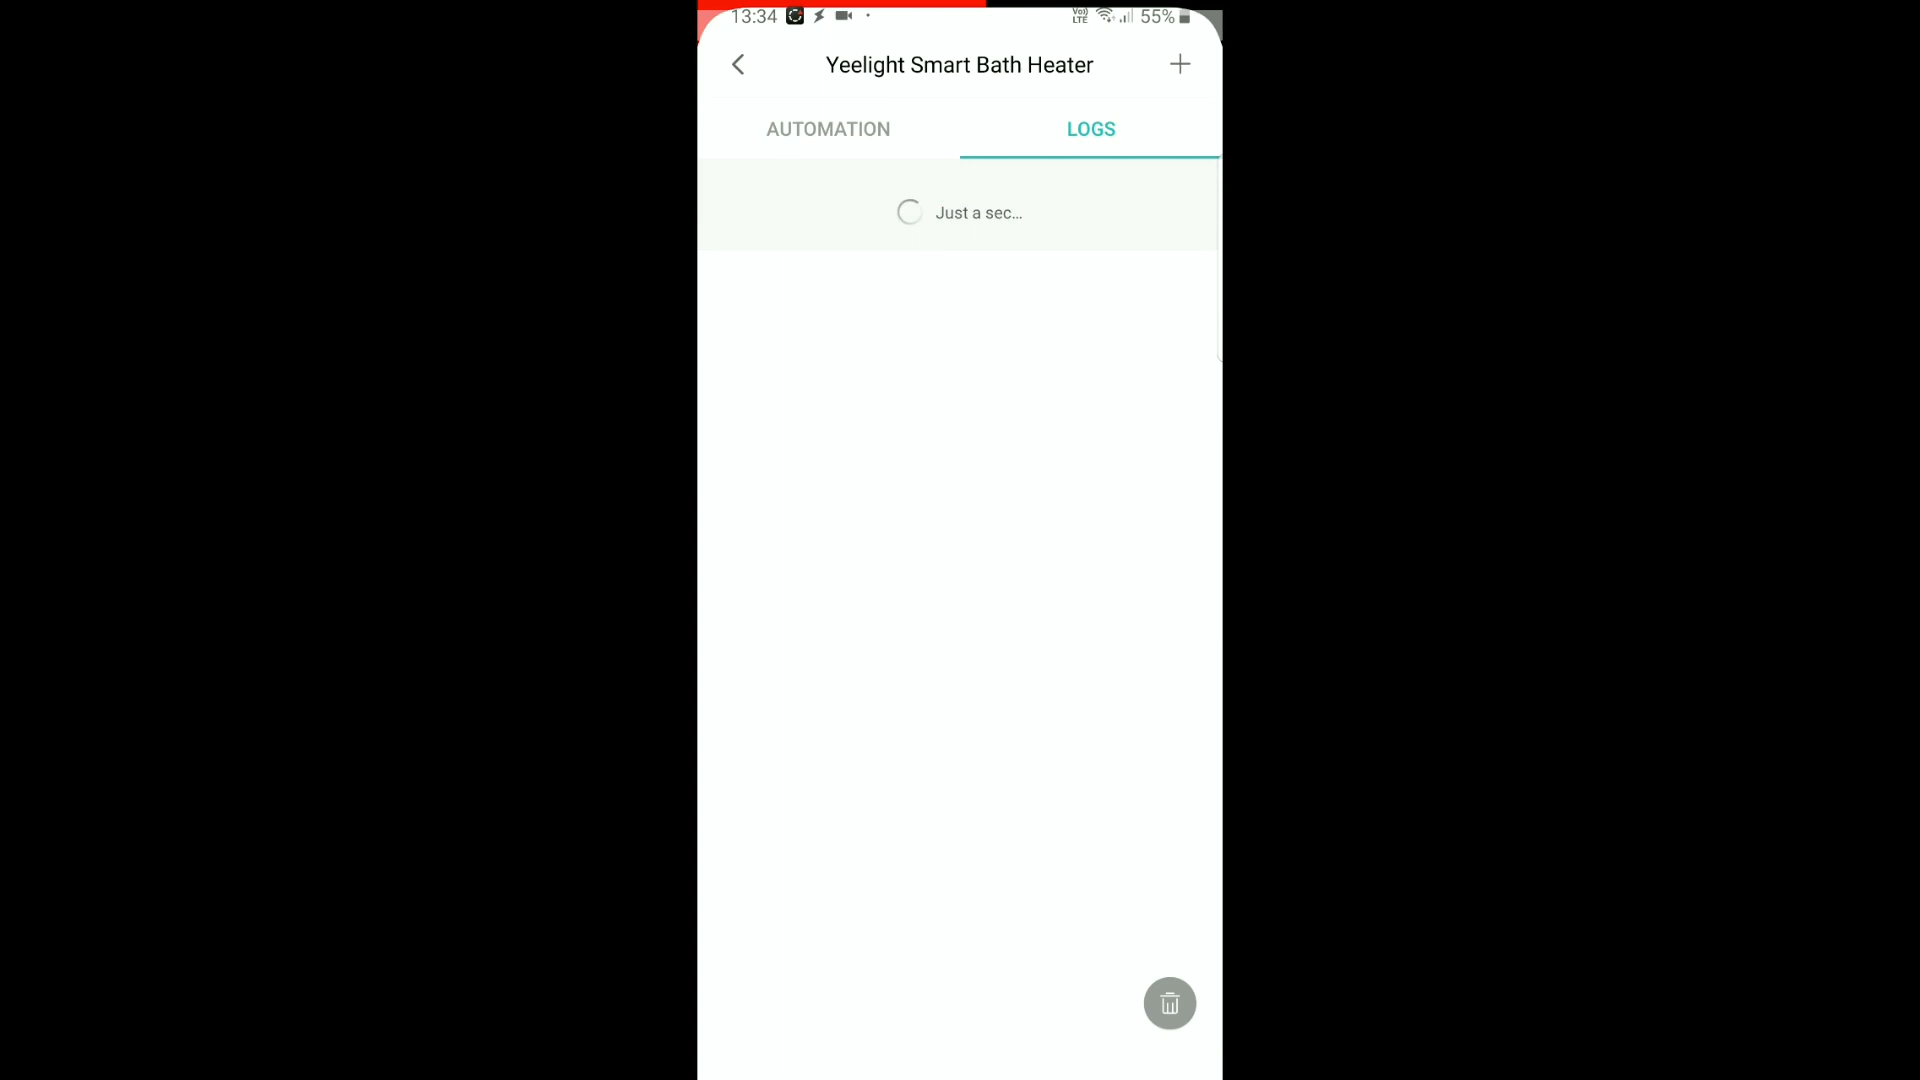 13:34 55%
Yeelight Smart Bath Heater
AUTOMATION LOGS
Just a sec...